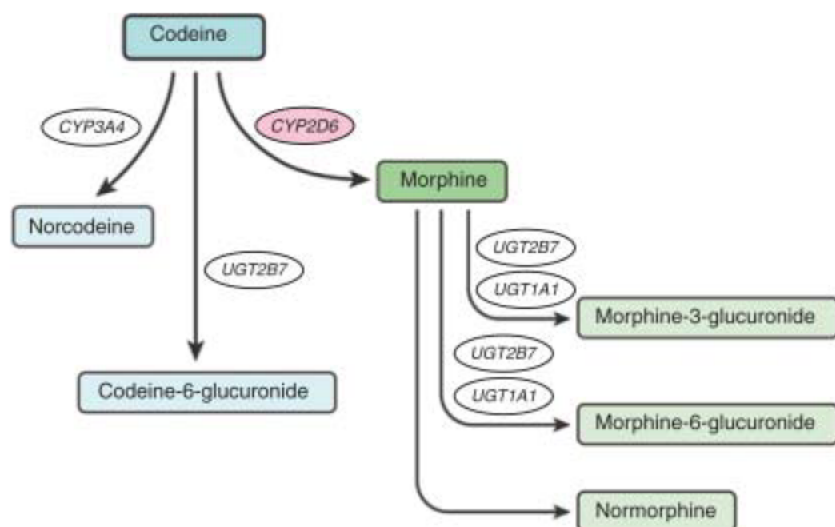 Codeine
CYP3A4
CYP2D6
Morphine
Norcodeine
UGT2B7
UGT2B7
UGT1A1
Morphine-3-glucuronide
UGT2B7
Codeine-6-glucuronide
UGT1A1
Morphine-6-glucuronide
Normorphine